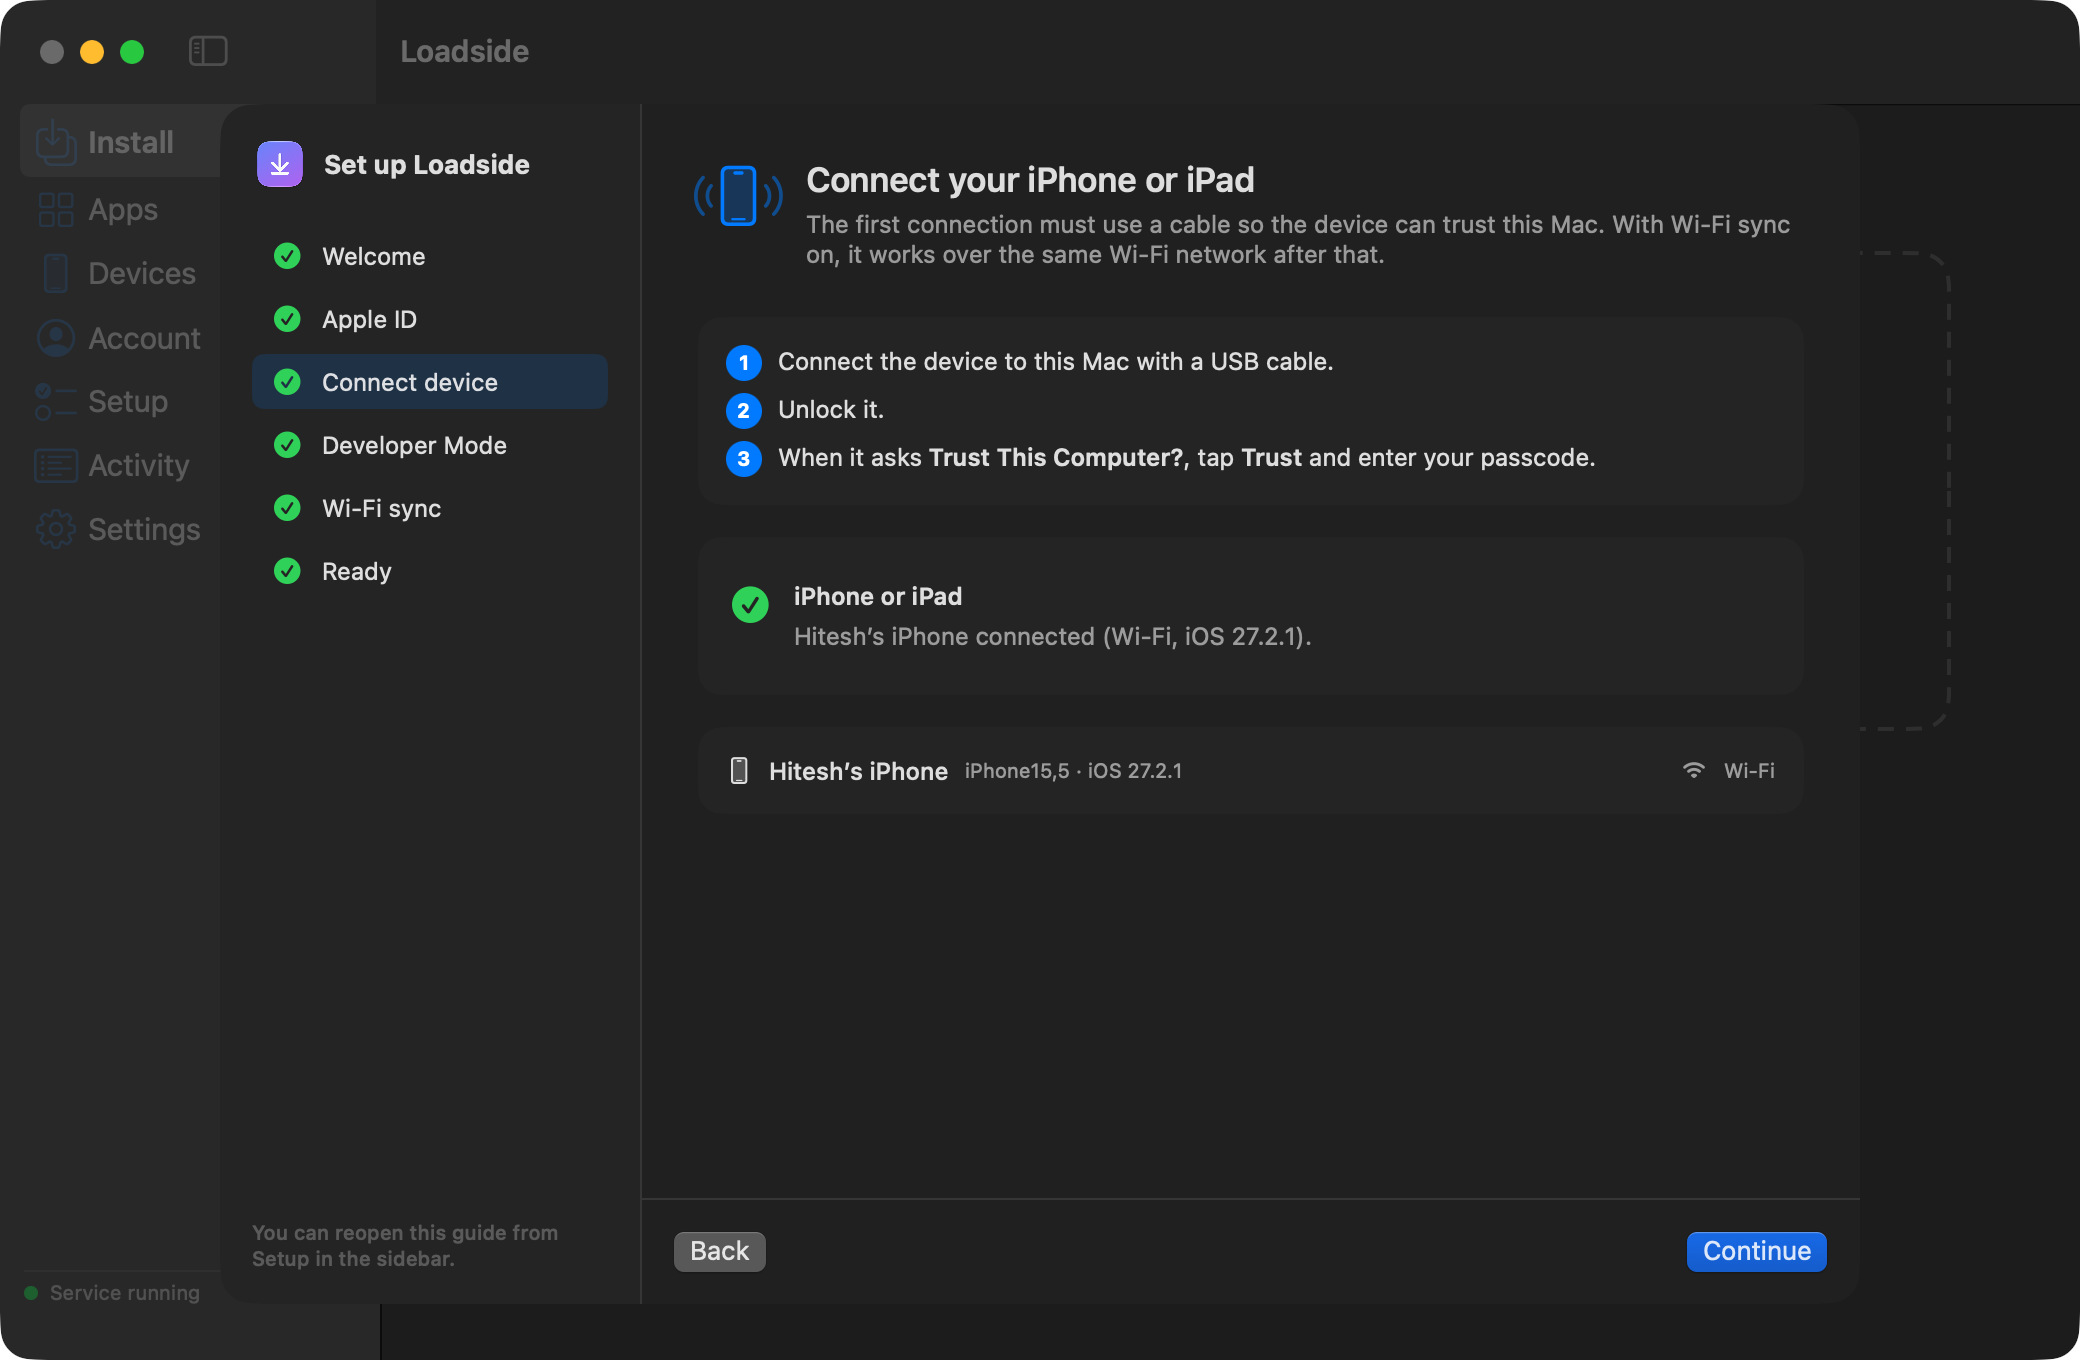 Loadside
Install
Apps
Devices
Account
Setup
Activity
Settings
Service running
Set up Loadside
Welcome
Apple ID
Connect device
Developer Mode
Wi-Fi sync
Ready
You can reopen this guide from
Setup in the sidebar.
Connect your iPhone or iPad
The first connection must use a cable so the device can trust this Mac. With Wi-Fi sync
on, it works over the same Wi-Fi network after that.
1 Connect the device to this Mac with a USB cable.
2 Unlock it.
3 When it asks Trust This Computer?, tap Trust and enter your passcode.
iPhone or iPad
Hitesh’s iPhone connected (Wi-Fi, iOS 27.2.1).
Hitesh’s iPhone iPhone15,5 · iOS 27.2.1 Wi-Fi
Back Continue